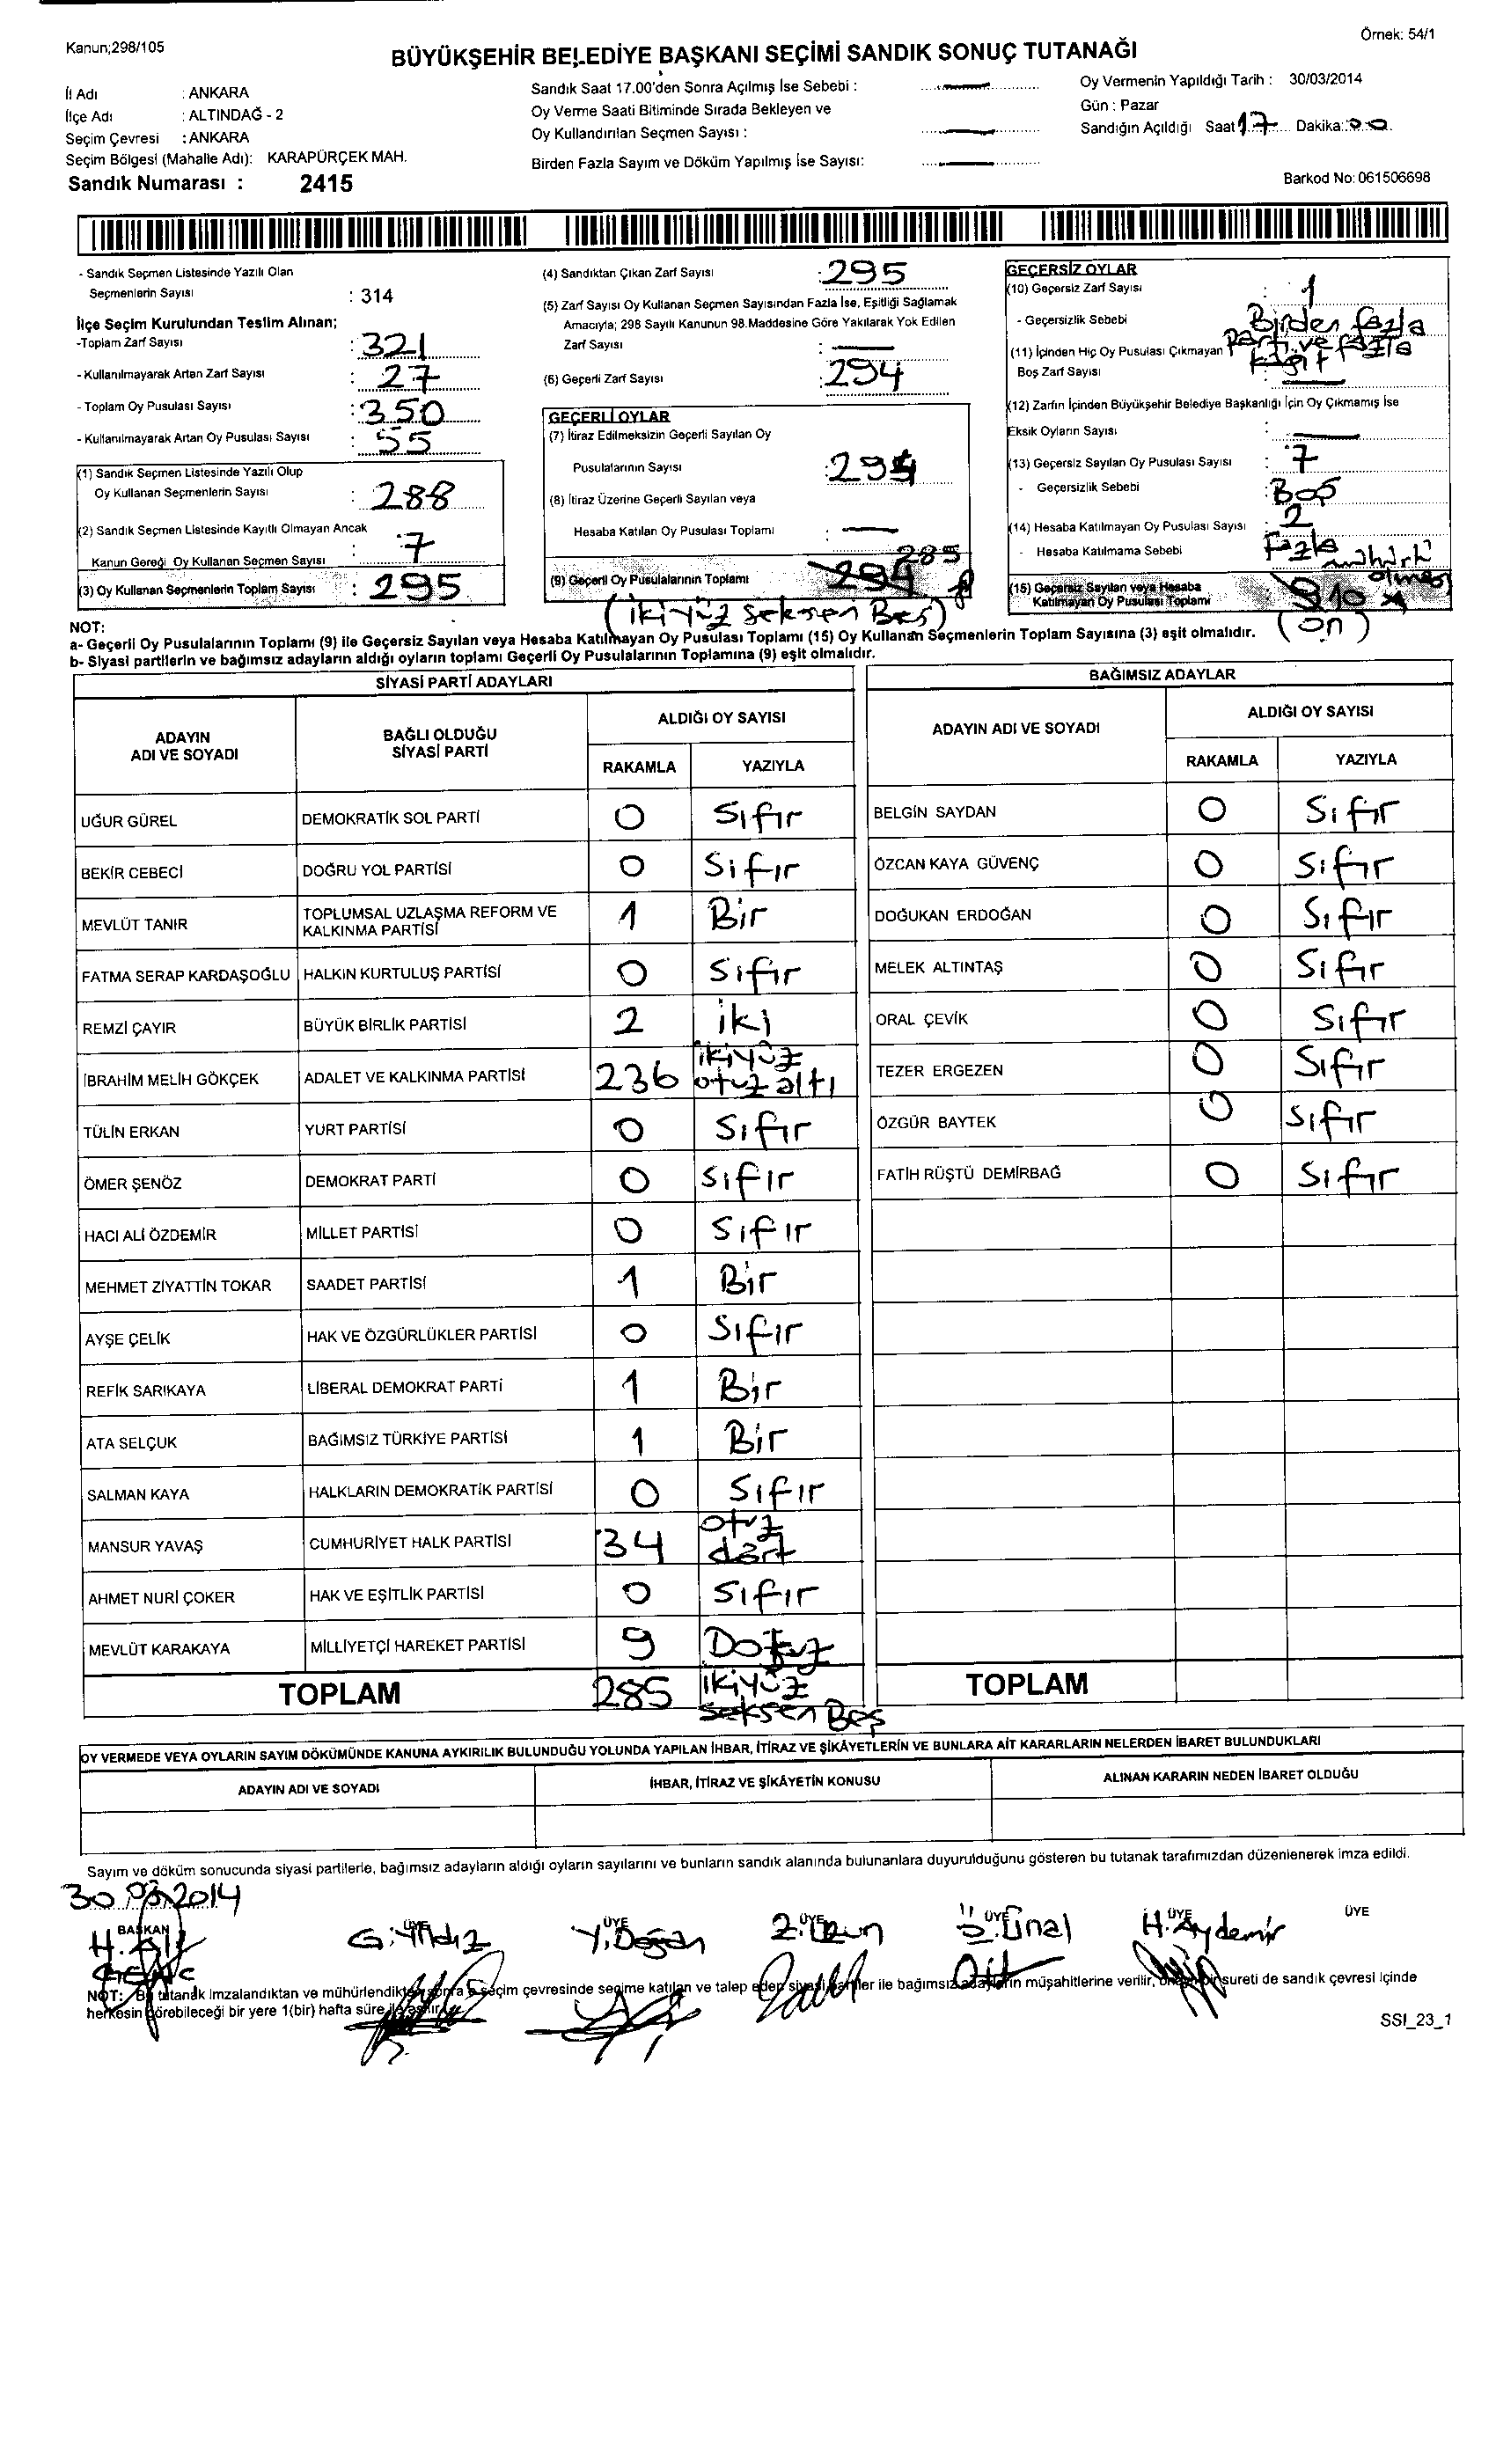 Kanun;298/105
Örnek: 54/1
BÜYÜKŞEHİR BELEDİYE BAŞKANI SEÇİMİ SANDIK SONUÇ TUTANAĞI
İl Adı : ANKARA
İlçe Adı : ALTINDAĞ - 2
Seçim Çevresi : ANKARA
Seçim Bölgesi (Mahalle Adı): KARAPÜRÇEK MAH.
Sandık Numarası : 2415
Sandık Saat 17.00'den Sonra Açılmış İse Sebebi :
Oy Verme Saati Bitiminde Sırada Bekleyen ve
Oy Kullandırılan Seçmen Sayısı :
Birden Fazla Sayım ve Döküm Yapılmış İse Sayısı:
Oy Vermenin Yapıldığı Tarih : 30/03/2014
Gün : Pazar
Sandığın Açıldığı Saat 17 Dakika: 00
Barkod No: 061506698
- Sandık Seçmen Listesinde Yazılı Olan
Seçmenlerin Sayısı : 314
İlçe Seçim Kurulundan Teslim Alınan;
-Toplam Zarf Sayısı : 321
- Kullanılmayarak Artan Zarf Sayısı : 27
- Toplam Oy Pusulası Sayısı : 350
- Kullanılmayarak Artan Oy Pusulası Sayısı : 55
(1) Sandık Seçmen Listesinde Yazılı Olup
Oy Kullanan Seçmenlerin Sayısı : 288
(2) Sandık Seçmen Listesinde Kayıtlı Olmayan Ancak
Kanun Gereği Oy Kullanan Seçmen Sayısı : 7
(3) Oy Kullanan Seçmenlerin Toplam Sayısı : 295
(4) Sandıktan Çıkan Zarf Sayısı : 295
(5) Zarf Sayısı Oy Kullanan Seçmen Sayısından Fazla İse, Eşitliği Sağlamak
Amacıyla; 298 Sayılı Kanunun 98.Maddesine Göre Yakılarak Yok Edilen
Zarf Sayısı :
(6) Geçerli Zarf Sayısı : 294
GEÇERLİ OYLAR
(7) İtiraz Edilmeksizin Geçerli Sayılan Oy
Pusulalarının Sayısı : 294
(8) İtiraz Üzerine Geçerli Sayılan veya
Hesaba Katılan Oy Pusulası Toplamı :
(9) Geçerli Oy Pusulalarının Toplamı 294 285
(İkiyüz Seksen Beş)
GEÇERSİZ OYLAR
(10) Geçersiz Zarf Sayısı : 1
- Geçersizlik Sebebi : Birden fazla
parti ve fazla
kağıt
(11) İçinden Hiç Oy Pusulası Çıkmayan
Boş Zarf Sayısı :
(12) Zarfın İçinden Büyükşehir Belediye Başkanlığı İçin Oy Çıkmamış İse
Eksik Oyların Sayısı :
(13) Geçersiz Sayılan Oy Pusulası Sayısı : 7
- Geçersizlik Sebebi : Boş
(14) Hesaba Katılmayan Oy Pusulası Sayısı : 2
- Hesaba Katılmama Sebebi : Fazla mühürlü
olması
(15) Geçersiz Sayılan veya Hesaba
Katılmayan Oy Pusulası Toplamı 10
(on)
NOT:
a- Geçerli Oy Pusulalarının Toplamı (9) ile Geçersiz Sayılan veya Hesaba Katılmayan Oy Pusulası Toplamı (15) Oy Kullanan Seçmenlerin Toplam Sayısına (3) eşit olmalıdır.
b- Siyasi partilerin ve bağımsız adayların aldığı oyların toplamı Geçerli Oy Pusulalarının Toplamına (9) eşit olmalıdır.
SİYASİ PARTİ ADAYLARI
ADAYIN ADI VE SOYADI
BAĞLI OLDUĞU SİYASİ PARTİ
ALDIĞI OY SAYISI
RAKAMLA YAZIYLA
UĞUR GÜREL DEMOKRATİK SOL PARTİ 0 Sıfır
BEKİR CEBECİ DOĞRU YOL PARTİSİ 0 Sıfır
MEVLÜT TANIR TOPLUMSAL UZLAŞMA REFORM VE KALKINMA PARTİSİ 1 Bir
FATMA SERAP KARDAŞOĞLU HALKIN KURTULUŞ PARTİSİ 0 Sıfır
REMZİ ÇAYIR BÜYÜK BİRLİK PARTİSİ 2 iki
İBRAHİM MELİH GÖKÇEK ADALET VE KALKINMA PARTİSİ 236 ikiyüz otuz altı
TÜLİN ERKAN YURT PARTİSİ 0 Sıfır
ÖMER ŞENÖZ DEMOKRAT PARTİ 0 Sıfır
HACI ALİ ÖZDEMİR MİLLET PARTİSİ 0 Sıfır
MEHMET ZİYATTİN TOKAR SAADET PARTİSİ 1 Bir
AYŞE ÇELİK HAK VE ÖZGÜRLÜKLER PARTİSİ 0 Sıfır
REFİK SARIKAYA LİBERAL DEMOKRAT PARTİ 1 Bir
ATA SELÇUK BAĞIMSIZ TÜRKİYE PARTİSİ 1 Bir
SALMAN KAYA HALKLARIN DEMOKRATİK PARTİSİ 0 Sıfır
MANSUR YAVAŞ CUMHURİYET HALK PARTİSİ 34 otuz dört
AHMET NURİ ÇOKER HAK VE EŞİTLİK PARTİSİ 0 Sıfır
MEVLÜT KARAKAYA MİLLİYETÇİ HAREKET PARTİSİ 9 Dokuz
TOPLAM 285 ikiyüz seksen Beş
BAĞIMSIZ ADAYLAR
ADAYIN ADI VE SOYADI
ALDIĞI OY SAYISI
RAKAMLA YAZIYLA
BELGİN SAYDAN 0 Sıfır
ÖZCAN KAYA GÜVENÇ 0 Sıfır
DOĞUKAN ERDOĞAN 0 Sıfır
MELEK ALTINTAŞ 0 Sıfır
ORAL ÇEVİK 0 Sıfır
TEZER ERGEZEN 0 Sıfır
ÖZGÜR BAYTEK 0 Sıfır
FATİH RÜŞTÜ DEMİRBAĞ 0 Sıfır
TOPLAM
OY VERMEDE VEYA OYLARIN SAYIM DÖKÜMÜNDE KANUNA AYKIRILIK BULUNDUĞU YOLUNDA YAPILAN İHBAR, İTİRAZ VE ŞİKÂYETLERİN VE BUNLARA AİT KARARLARIN NELERDEN İBARET BULUNDUKLARI
ADAYIN ADI VE SOYADI İHBAR, İTİRAZ VE ŞİKÂYETİN KONUSU ALINAN KARARIN NEDEN İBARET OLDUĞU
Sayım ve döküm sonucunda siyasi partilerle, bağımsız adayların aldığı oyların sayılarını ve bunların sandık alanında bulunanlara duyurulduğunu gösteren bu tutanak tarafımızdan düzenlenerek imza edildi.
30.03.2014
BAŞKAN ÜYE ÜYE ÜYE ÜYE ÜYE ÜYE
H. Ali G. Yıldız Y. Doğan Z. Uzun Ö. Ünal H. Aydemir
NOT: Bu tutanak imzalandıktan ve mühürlendikten sonra o seçim çevresinde seçime katılan ve talep eden siyasi partiler ile bağımsız adayların müşahitlerine verilir, onaylı bir sureti de sandık çevresi içinde
herkesin görebileceği bir yere 1(bir) hafta süre ile asılır.
SSI_23_1